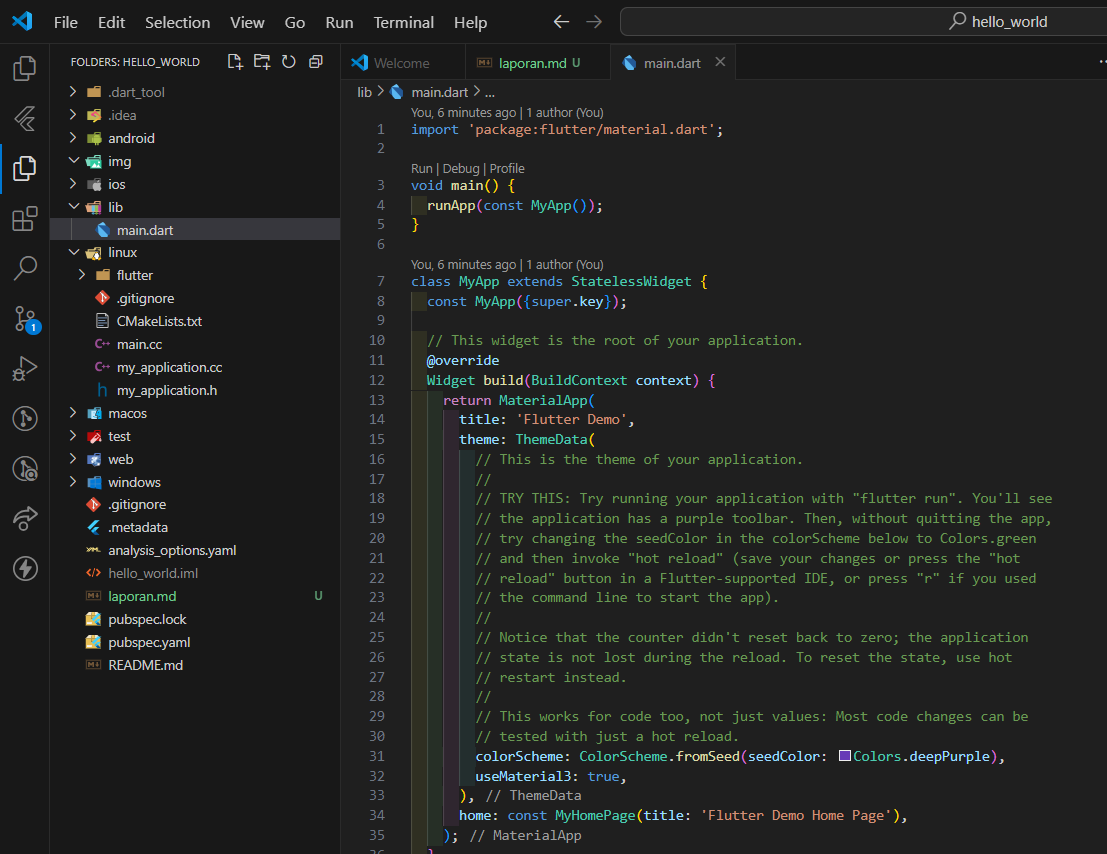 File Edit Selection View Go Run Terminal Help
hello_world
FOLDERS: HELLO_WORLD
.dart_tool
.idea
android
img
ios
lib
main.dart
linux
flutter
.gitignore
CMakeLists.txt
main.cc
my_application.cc
my_application.h
macos
test
web
windows
.gitignore
.metadata
analysis_options.yaml
hello_world.iml
laporan.md U
pubspec.lock
pubspec.yaml
README.md
1
Welcome laporan.md U main.dart
lib > main.dart > ...
You, 6 minutes ago | 1 author (You)
1 import 'package:flutter/material.dart';
2
Run | Debug | Profile
3 void main() {
4 runApp(const MyApp());
5 }
6
You, 6 minutes ago | 1 author (You)
7 class MyApp extends StatelessWidget {
8 const MyApp({super.key});
9
10 // This widget is the root of your application.
11 @override
12 Widget build(BuildContext context) {
13 return MaterialApp(
14 title: 'Flutter Demo',
15 theme: ThemeData(
16 // This is the theme of your application.
17 //
18 // TRY THIS: Try running your application with "flutter run". You'll see
19 // the application has a purple toolbar. Then, without quitting the app,
20 // try changing the seedColor in the colorScheme below to Colors.green
21 // and then invoke "hot reload" (save your changes or press the "hot
22 // reload" button in a Flutter-supported IDE, or press "r" if you used
23 // the command line to start the app).
24 //
25 // Notice that the counter didn't reset back to zero; the application
26 // state is not lost during the reload. To reset the state, use hot
27 // restart instead.
28 //
29 // This works for code too, not just values: Most code changes can be
30 // tested with just a hot reload.
31 colorScheme: ColorScheme.fromSeed(seedColor: Colors.deepPurple),
32 useMaterial3: true,
33 ), // ThemeData
34 home: const MyHomePage(title: 'Flutter Demo Home Page'),
35 ); // MaterialApp